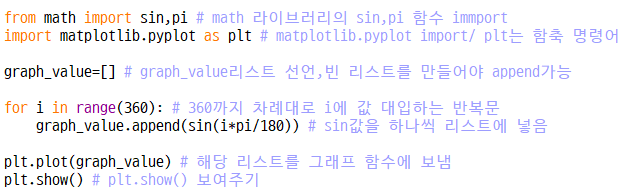 from math import sin,pi # math 라이브러리의 sin,pi 함수 immport
import matplotlib.pyplot as plt # matplotlib.pyplot import/ plt는 함축 명령어
graph_value=[] # graph_value리스트 선언,빈 리스트를 만들어야 append가능
for i in range(360): # 360까지 차례대로 i에 값 대입하는 반복문
    graph_value.append(sin(i*pi/180)) # sin값을 하나씩 리스트에 넣음
plt.plot(graph_value) # 해당 리스트를 그래프 함수에 보냄
plt.show() # plt.show() 보여주기